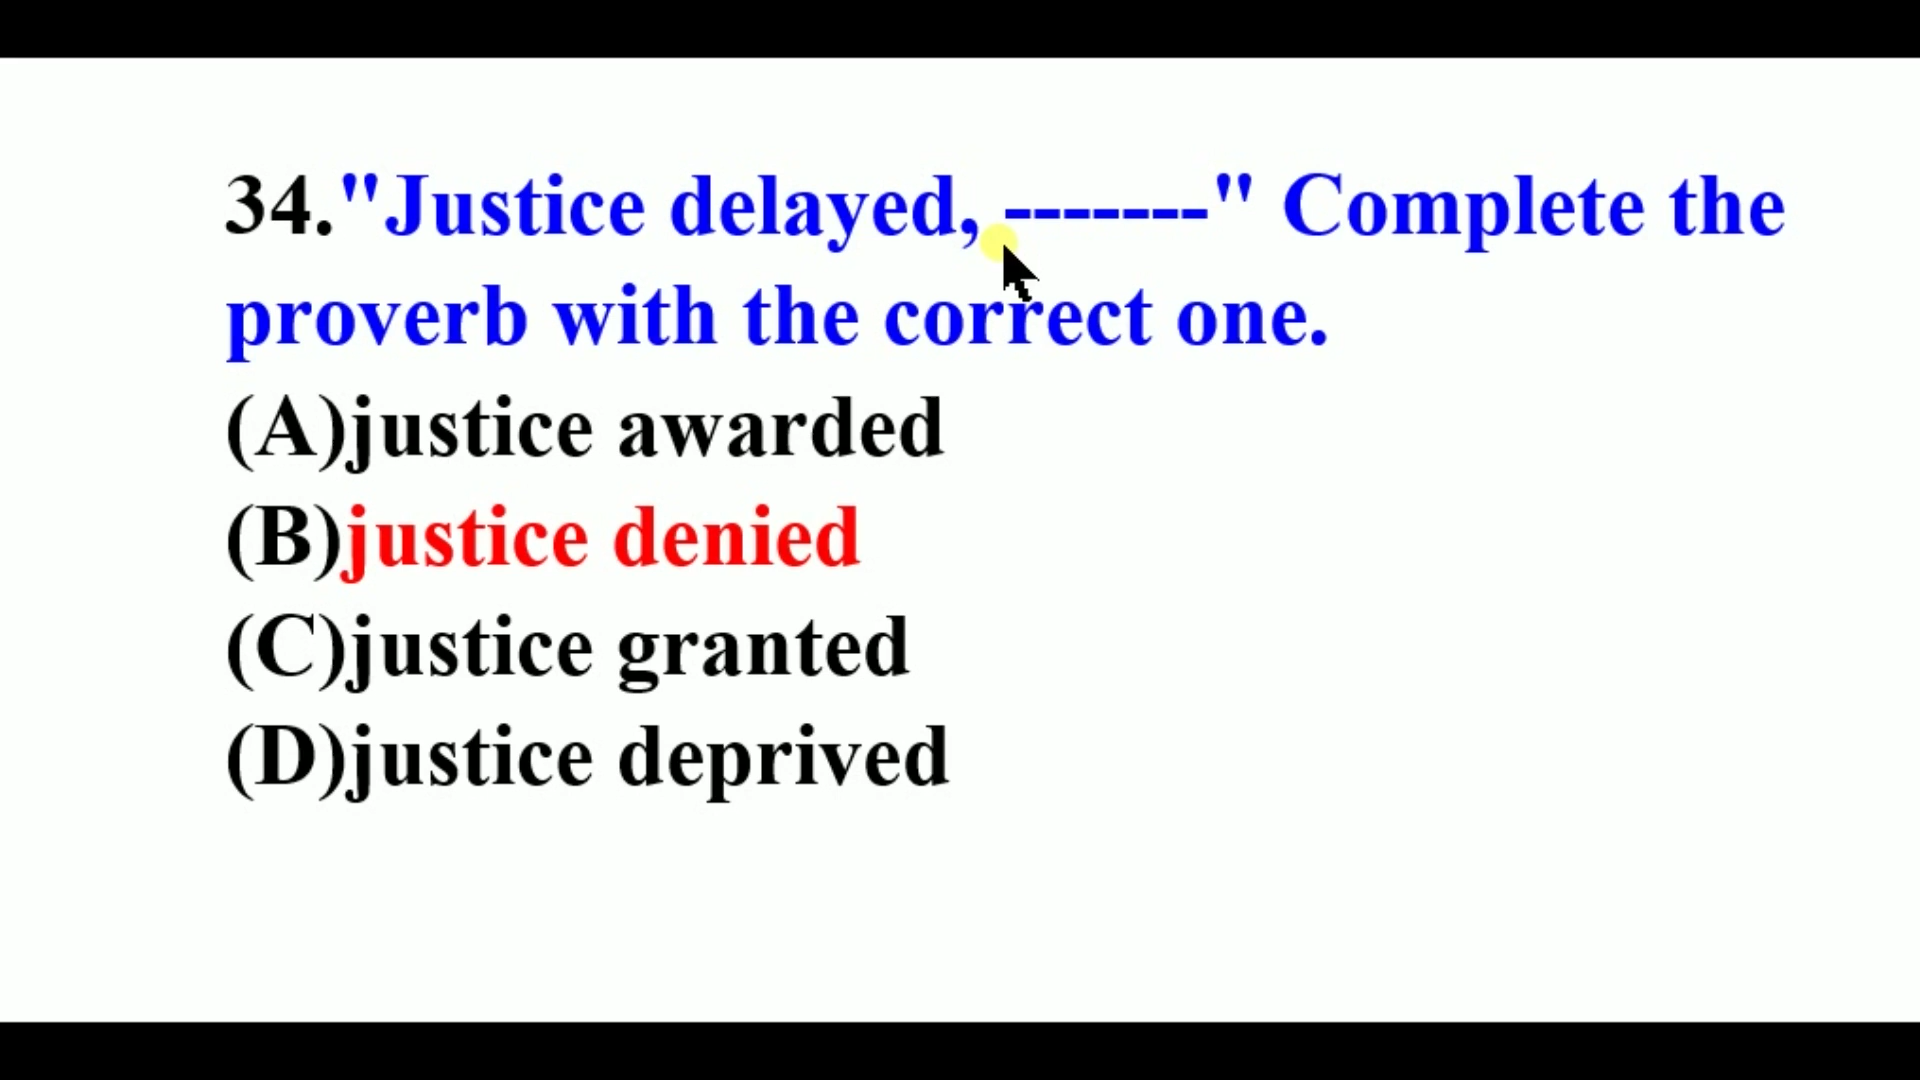 34."Justice delayed, -------" Complete the
proverb with the correct one.
(A)justice awarded
(B)justice denied
(C)justice granted
(D)justice deprived